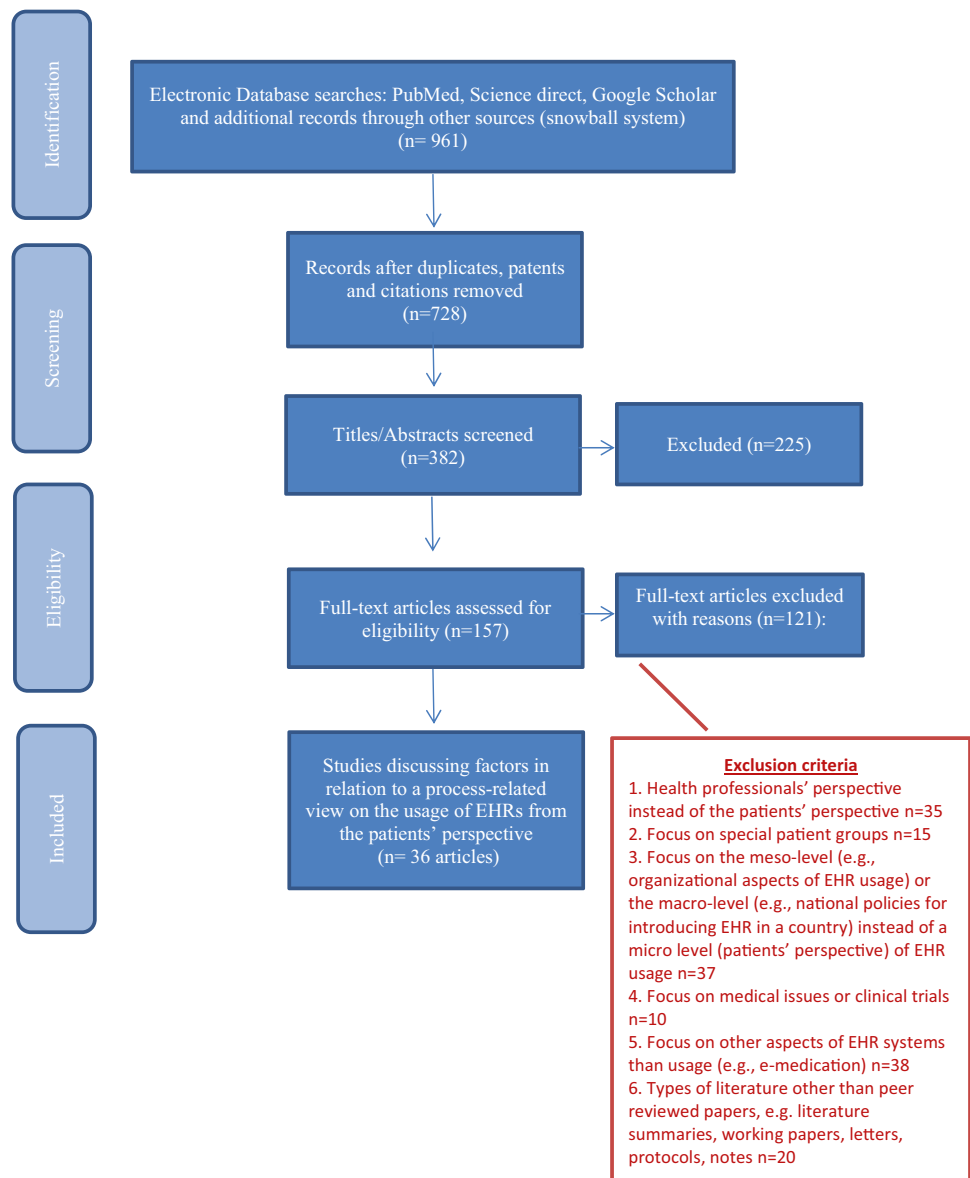 Identification
Electronic Database searches: PubMed, Science direct, Google Scholar
and additional records through other sources (snowball system)
(n= 961)
Screening
Records after duplicates, patents
and citations removed
(n=728)
Titles/Abstracts screened
(n=382)
Excluded (n=225)
Eligibility
Full-text articles assessed for
eligibility (n=157)
Full-text articles excluded
with reasons (n=121):
Included
Studies discussing factors in
relation to a process-related
view on the usage of EHRs from
the patients’ perspective
(n= 36 articles)
Exclusion criteria
1. Health professionals’ perspective
instead of the patients’ perspective n=35
2. Focus on special patient groups n=15
3. Focus on the meso-level (e.g.,
organizational aspects of EHR usage) or
the macro-level (e.g., national policies for
introducing EHR in a country) instead of a
micro level (patients’ perspective) of EHR
usage n=37
4. Focus on medical issues or clinical trials
n=10
5. Focus on other aspects of EHR systems
than usage (e.g., e-medication) n=38
6. Types of literature other than peer
reviewed papers, e.g. literature
summaries, working papers, letters,
protocols, notes n=20